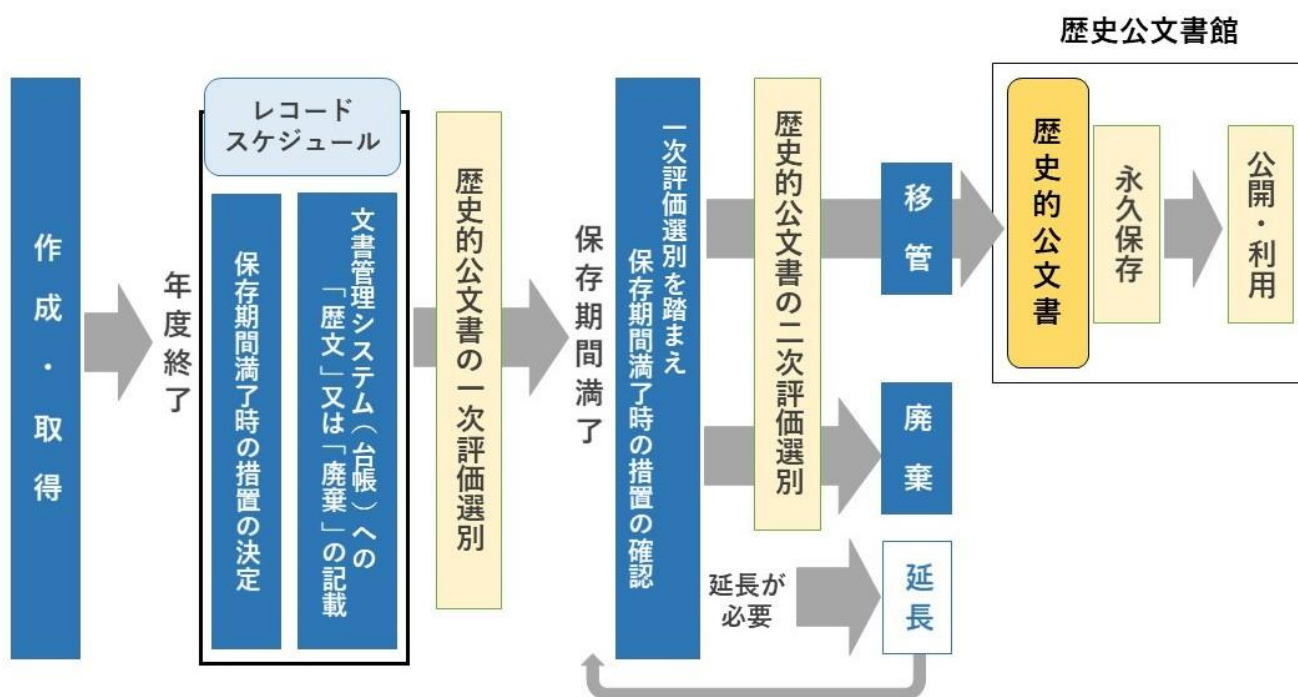 作成・取得
年度終了
レコード
スケジュール
保存期間満了時の措置の決定
文書管理システム（台帳）への
「歴文」又は「廃棄」の記載
歴史的公文書の一次評価選別
保存期間満了
一次評価選別を踏まえ
保存期間満了時の措置の確認
歴史的公文書の二次評価選別
移管
廃棄
延長が
必要
延長
歴史公文書館
歴史的公文書
永久保存
公開・利用